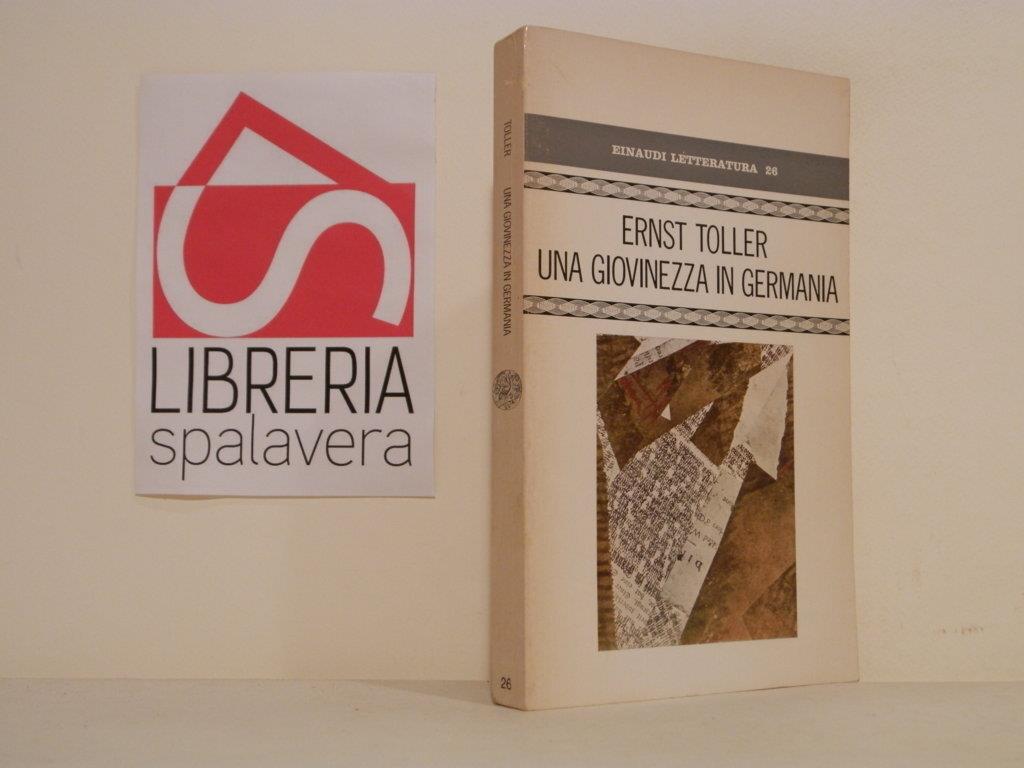 LIBRERIA
spalavera
TOLLER UNA GIOVINEZZA IN GERMANIA
26
EINAUDI LETTERATURA 26
ERNST TOLLER
UNA GIOVINEZZA IN GERMANIA